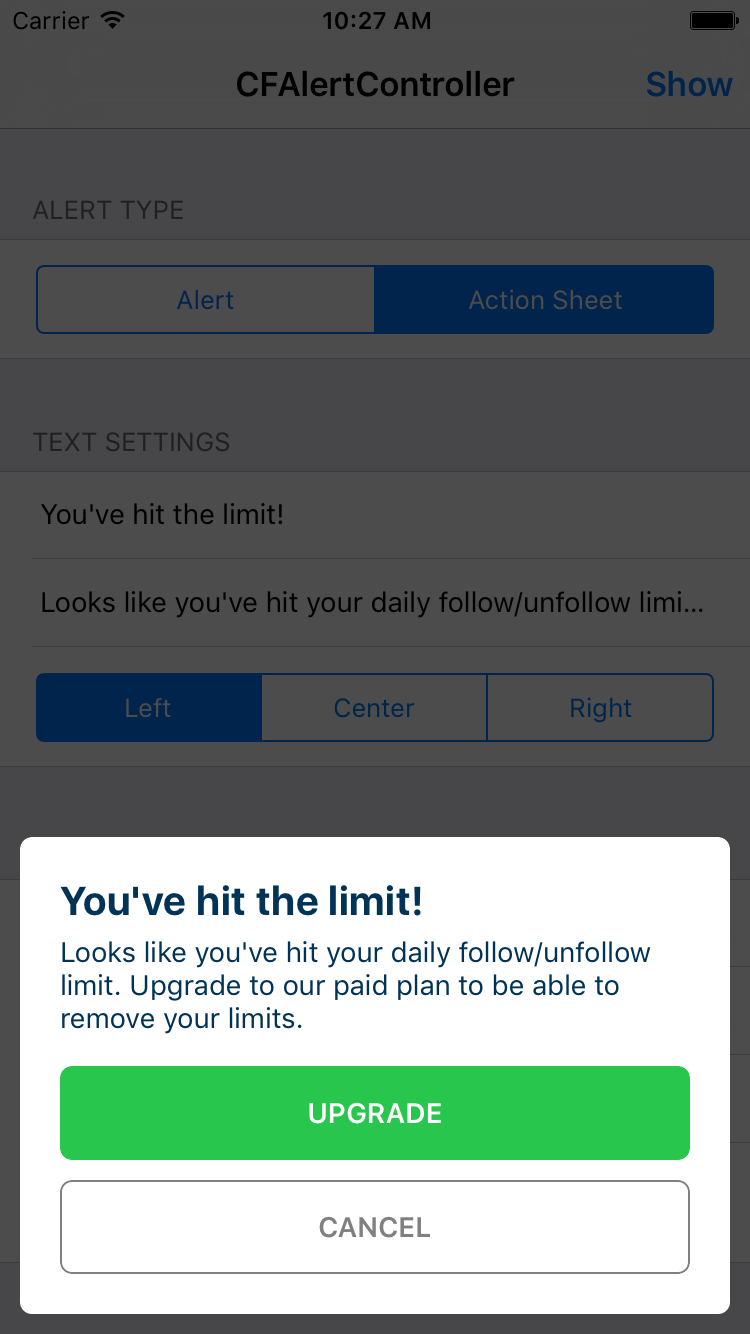 Carrier 10:27 AM
CFAlertController Show
ALERT TYPE
Alert Action Sheet
TEXT SETTINGS
You've hit the limit!
Looks like you've hit your daily follow/unfollow limi...
Left Center Right
You've hit the limit!
Looks like you've hit your daily follow/unfollow
limit. Upgrade to our paid plan to be able to
remove your limits.
UPGRADE
CANCEL